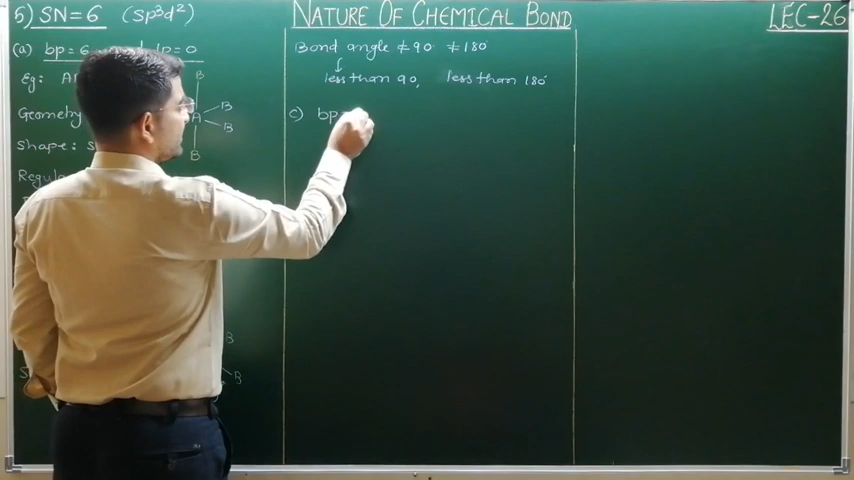 5) SN=6 (sp³d²)
(a) bp=6 lp=0
Eg:
Geometry
Shape:
B
A
B
B
B
B
B
NATURE OF CHEMICAL BOND
Bond angle ≠90° ≠180°
↓
less than 90, less than 180°
c) bp
LEC-26